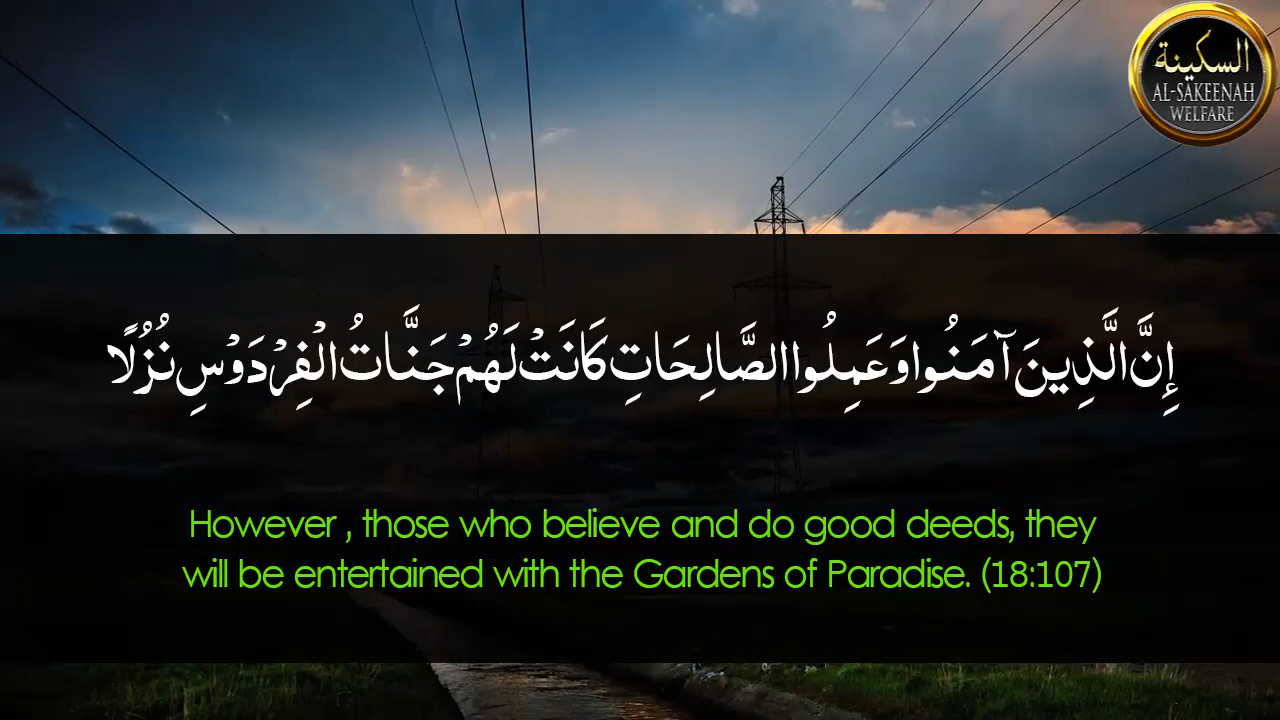 السكينة
AL-SAKEENAH
WELFARE
إِنَّ الَّذِينَ آمَنُوا وَعَمِلُوا الصَّالِحَاتِ كَانَتْ لَهُمْ جَنَّاتُ الْفِرْدَوْسِ نُزُلًا
However , those who believe and do good deeds, they
will be entertained with the Gardens of Paradise. (18:107)